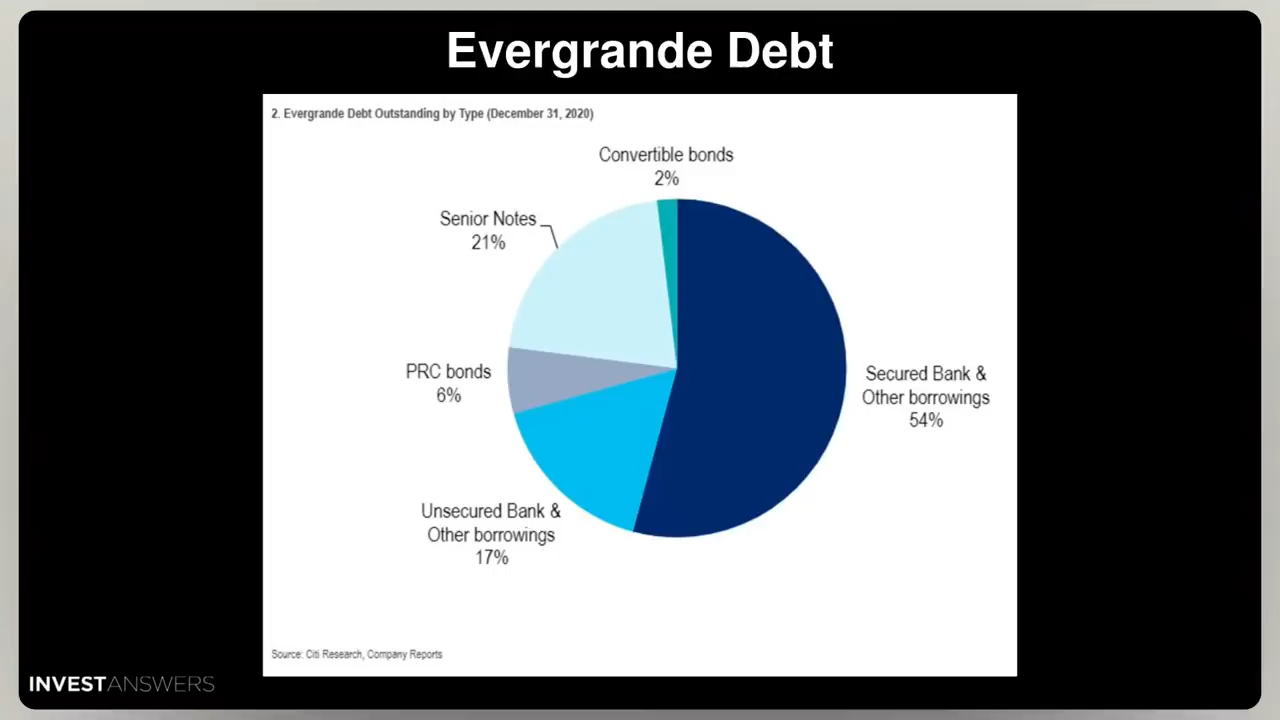 Evergrande Debt
2. Evergrande Debt Outstanding by Type (December 31, 2020)
Convertible bonds
2%
Senior Notes
21%
PRC bonds
6%
Secured Bank &
Other borrowings
54%
Unsecured Bank &
Other borrowings
17%
Source: Citi Research, Company Reports
INVESTANSWERS